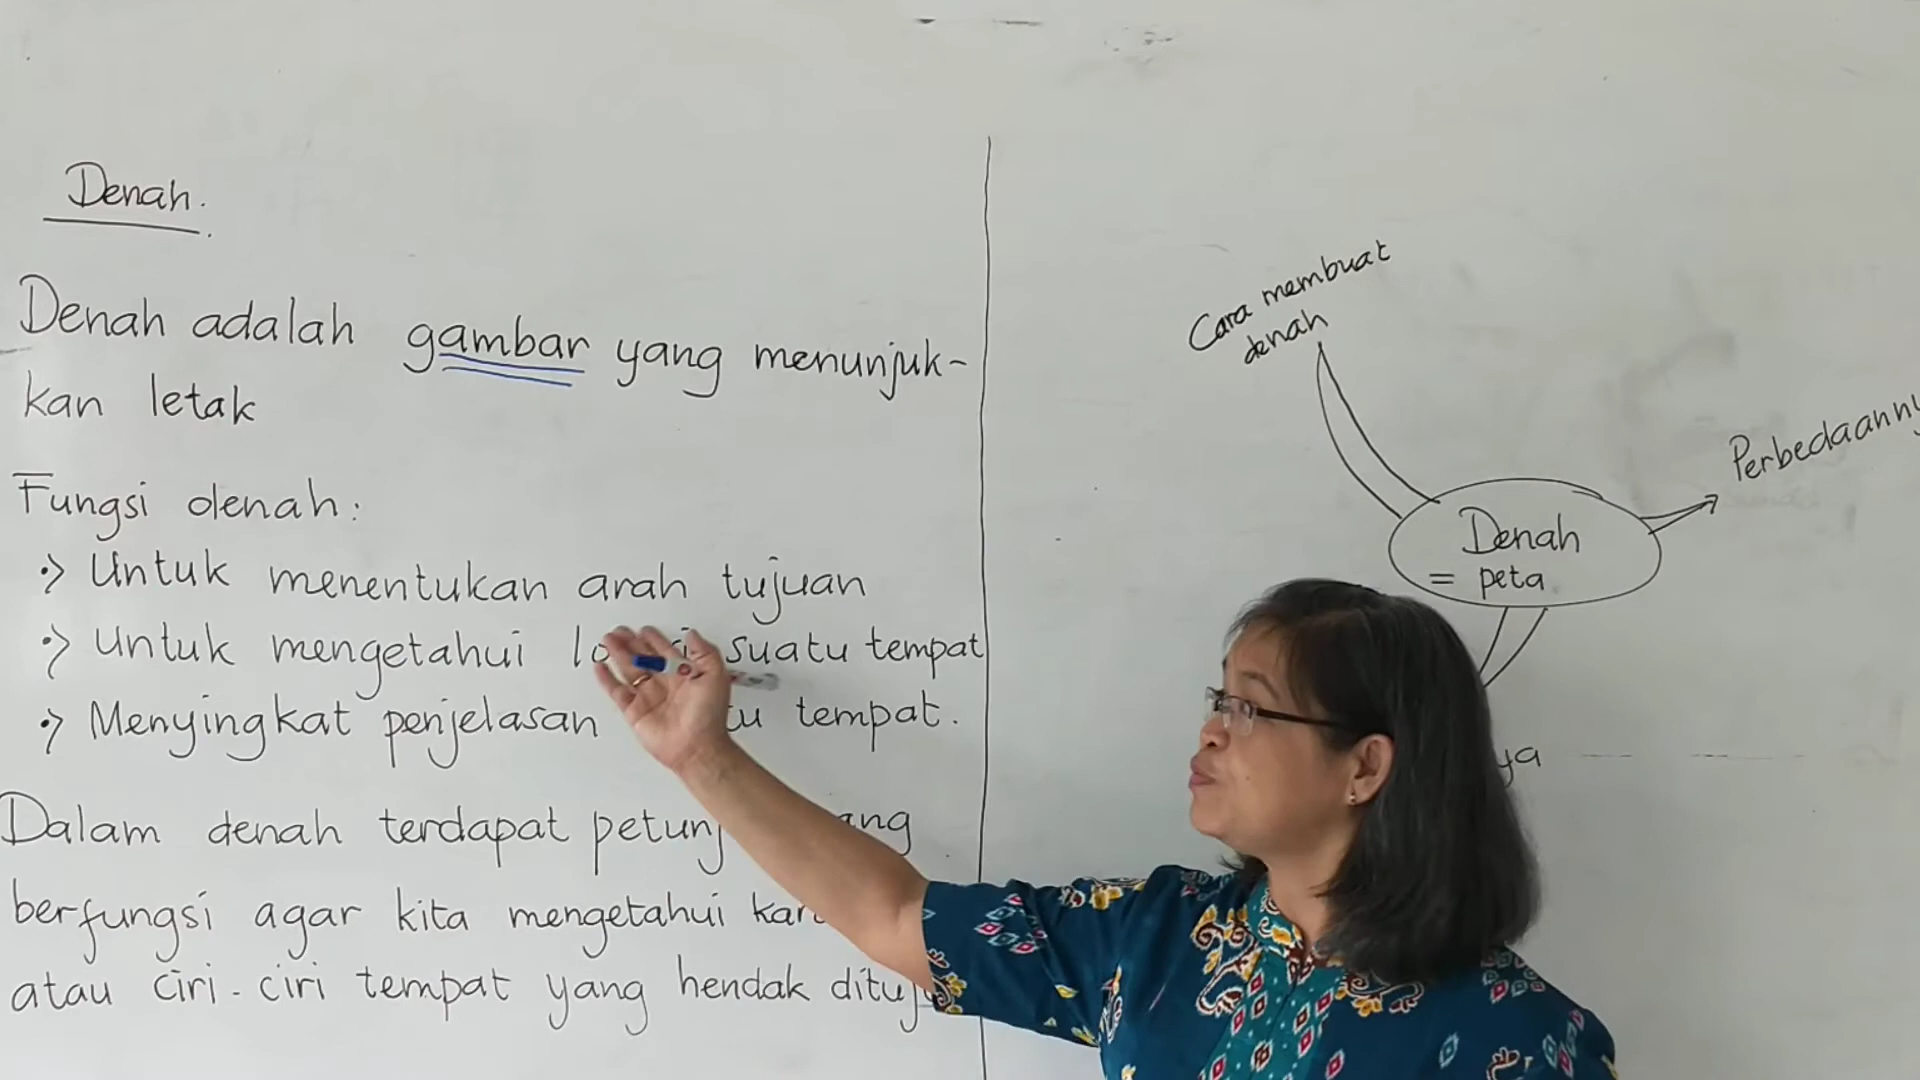 Denah.
Denah adalah gambar yang menunjuk-
kan letak
Fungsi denah:
Untuk menentukan arah tujuan
Untuk mengetahui suatu tempat
Menyingkat penjelasan tempat.
Dalam denah terdapat
berfungsi agar kita mengetahui
atau ciri-ciri tempat yang hendak
Cara membuat
denah
Denah
= peta